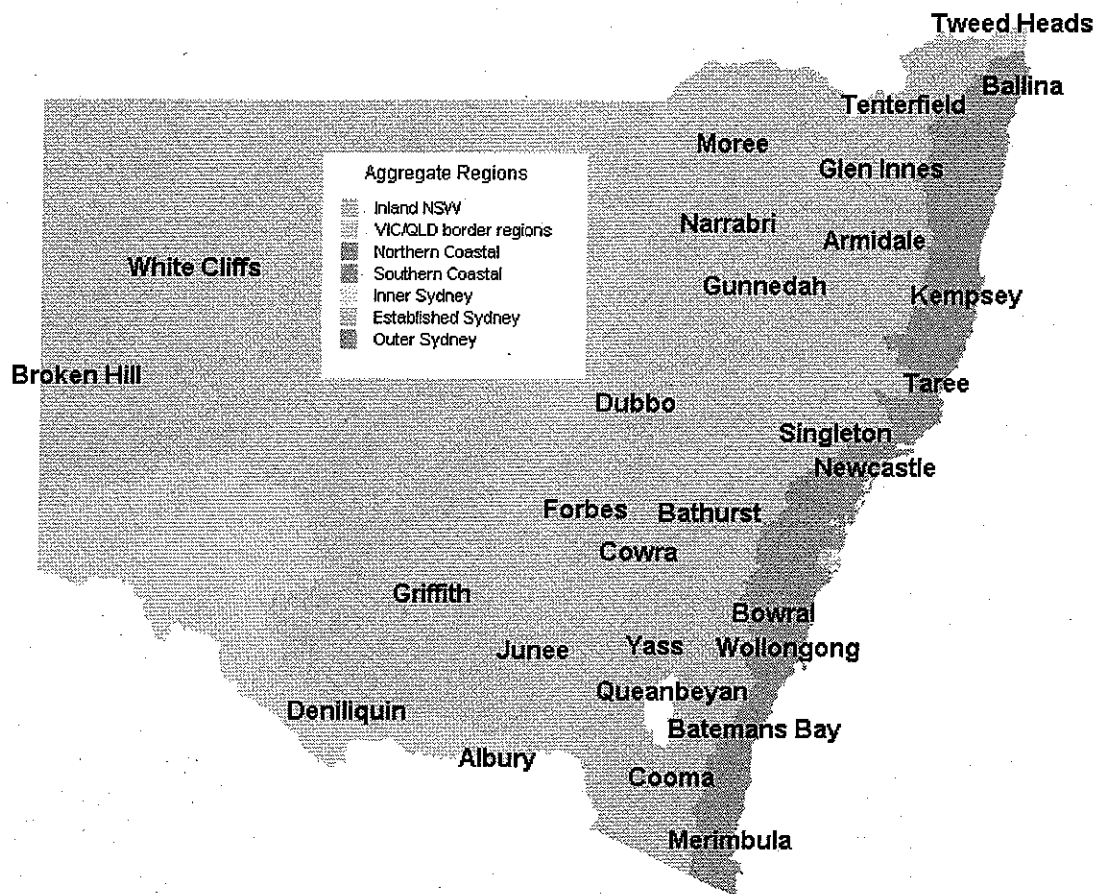 Tweed Heads
Ballina
Tenterfield
Moree
Glen Innes
Aggregate Regions
Inland NSW
VIC/QLD border regions
Northern Coastal
Southern Coastal
Inner Sydney
Established Sydney
Outer Sydney
Narrabri
Armidale
White Cliffs
Gunnedah
Kempsey
Broken Hill
Taree
Dubbo
Singleton
Newcastle
Forbes
Bathurst
Cowra
Griffith
Bowral
Junee
Yass
Wollongong
Queanbeyan
Deniliquin
Batemans Bay
Albury
Cooma
Merimbula